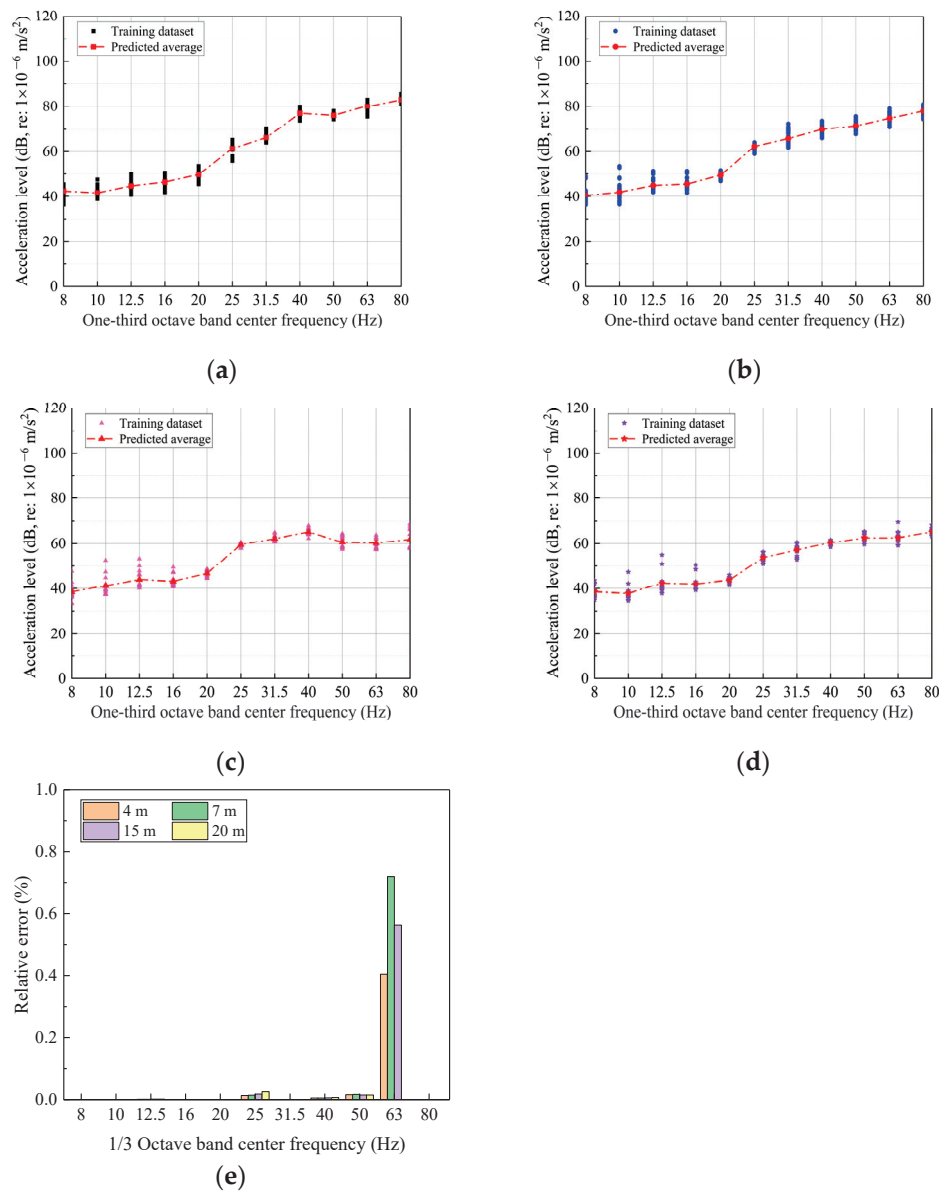 120
100
80
60
40
20
0
Acceleration level (dB, re: 1×10⁻⁶ m/s²)
Training dataset
Predicted average
8 10 12.5 16 20 25 31.5 40 50 63 80
One-third octave band center frequency (Hz)
(a)
120
100
80
60
40
20
0
Acceleration level (dB, re: 1×10⁻⁶ m/s²)
Training dataset
Predicted average
8 10 12.5 16 20 25 31.5 40 50 63 80
One-third octave band center frequency (Hz)
(b)
120
100
80
60
40
20
0
Acceleration level (dB, re: 1×10⁻⁶ m/s²)
Training dataset
Predicted average
8 10 12.5 16 20 25 31.5 40 50 63 80
One-third octave band center frequency (Hz)
(c)
120
100
80
60
40
20
0
Acceleration level (dB, re: 1×10⁻⁶ m/s²)
Training dataset
Predicted average
8 10 12.5 16 20 25 31.5 40 50 63 80
One-third octave band center frequency (Hz)
(d)
1.0
0.8
0.6
0.4
0.2
0.0
Relative error (%)
4 m 7 m
15 m 20 m
8 10 12.5 16 20 25 31.5 40 50 63 80
1/3 Octave band center frequency (Hz)
(e)